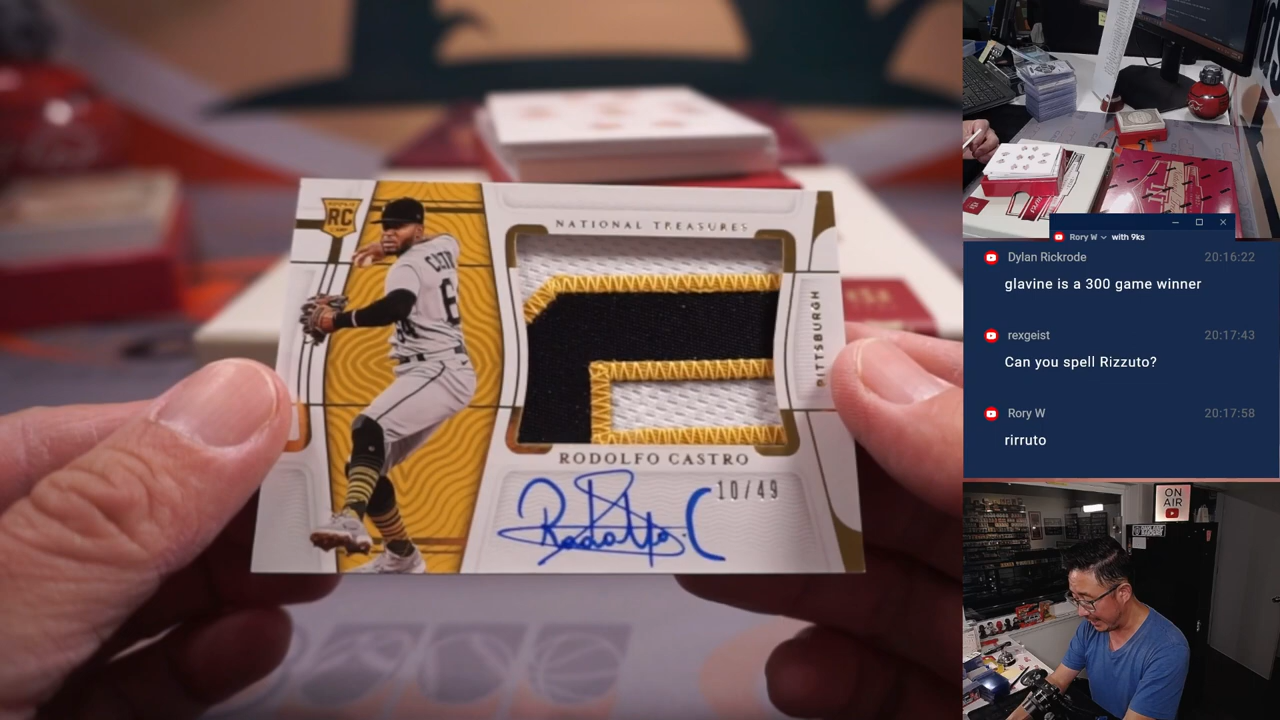 RC
NATIONAL TREASURES
PITTSBURGH
RODOLFO CASTRO
10/49
Rodolfo C
Rory W with 9ks
Dylan Rickrode 20:16:22
glavine is a 300 game winner
rexgeist 20:17:43
Can you spell Rizzuto?
Rory W 20:17:58
rirruto
ON
AIR